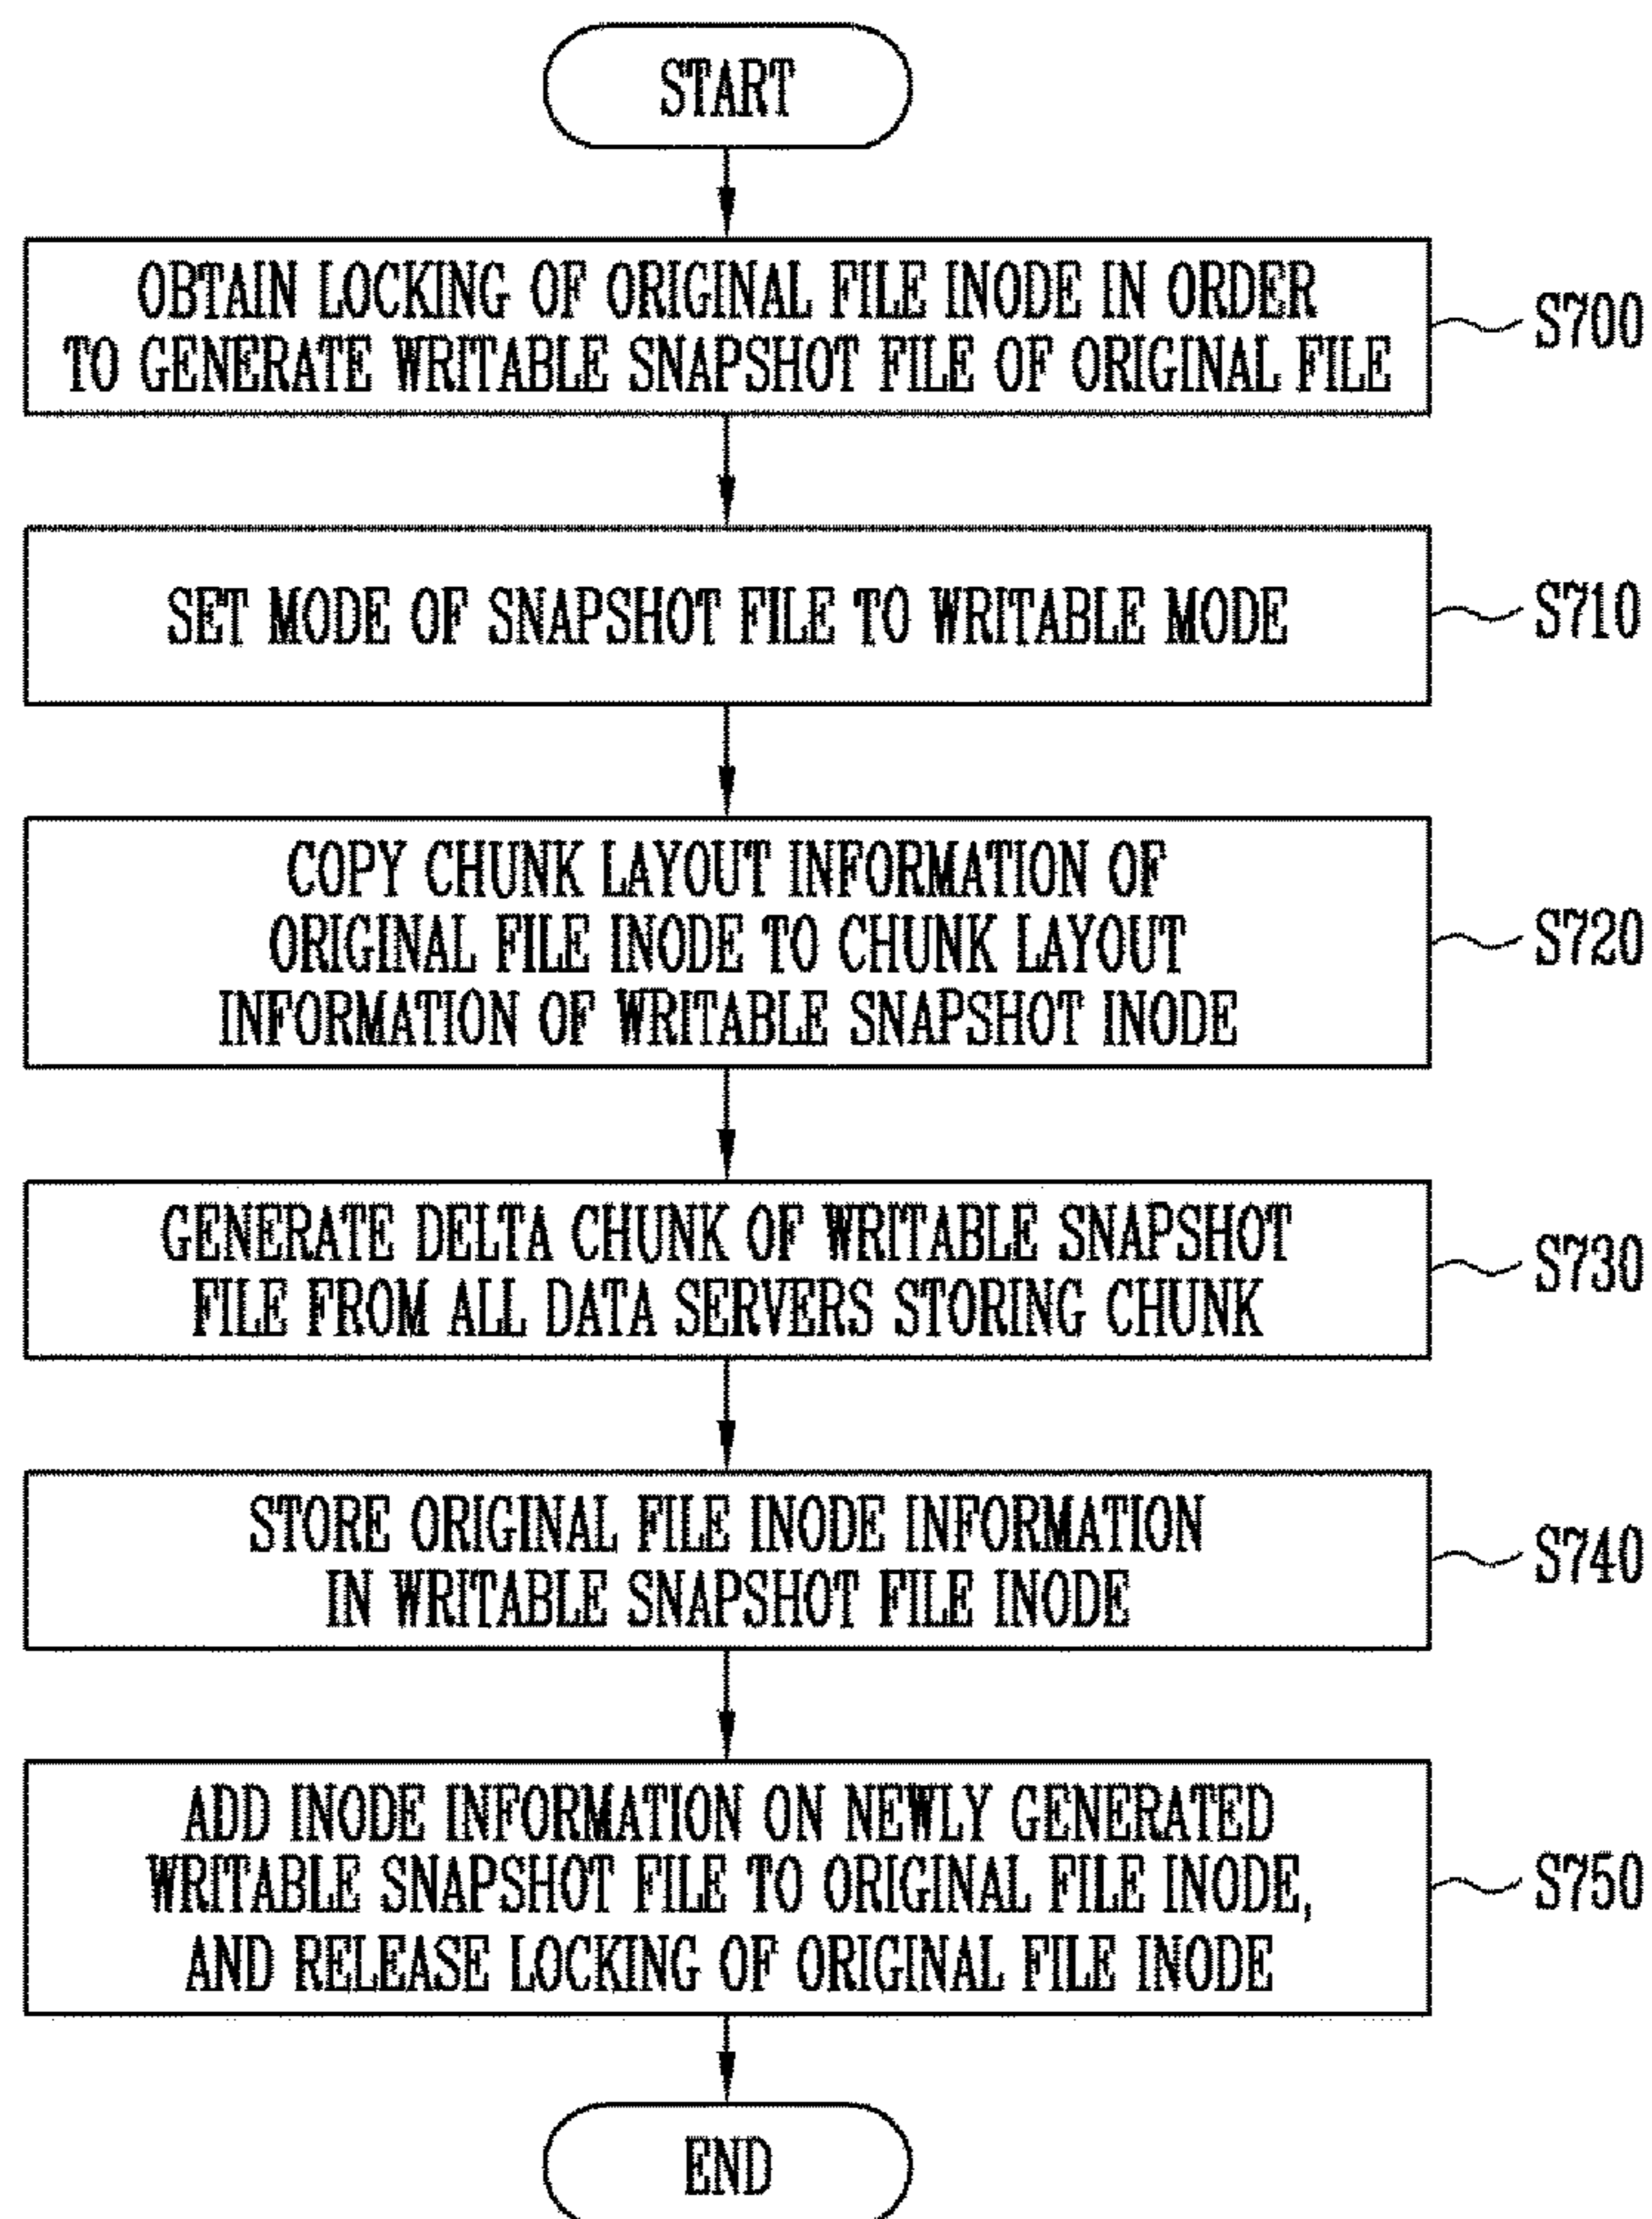 START
OBTAIN LOCKING OF ORIGINAL FILE INODE IN ORDER
TO GENERATE WRITABLE SNAPSHOT FILE OF ORIGINAL FILE
S700
SET MODE OF SNAPSHOT FILE TO WRITABLE MODE
S710
COPY CHUNK LAYOUT INFORMATION OF
ORIGINAL FILE INODE TO CHUNK LAYOUT
INFORMATION OF WRITABLE SNAPSHOT INODE
S720
GENERATE DELTA CHUNK OF WRITABLE SNAPSHOT
FILE FROM ALL DATA SERVERS STORING CHUNK
S730
STORE ORIGINAL FILE INODE INFORMATION
IN WRITABLE SNAPSHOT FILE INODE
S740
ADD INODE INFORMATION ON NEWLY GENERATED
WRITABLE SNAPSHOT FILE TO ORIGINAL FILE INODE,
AND RELEASE LOCKING OF ORIGINAL FILE INODE
S750
END